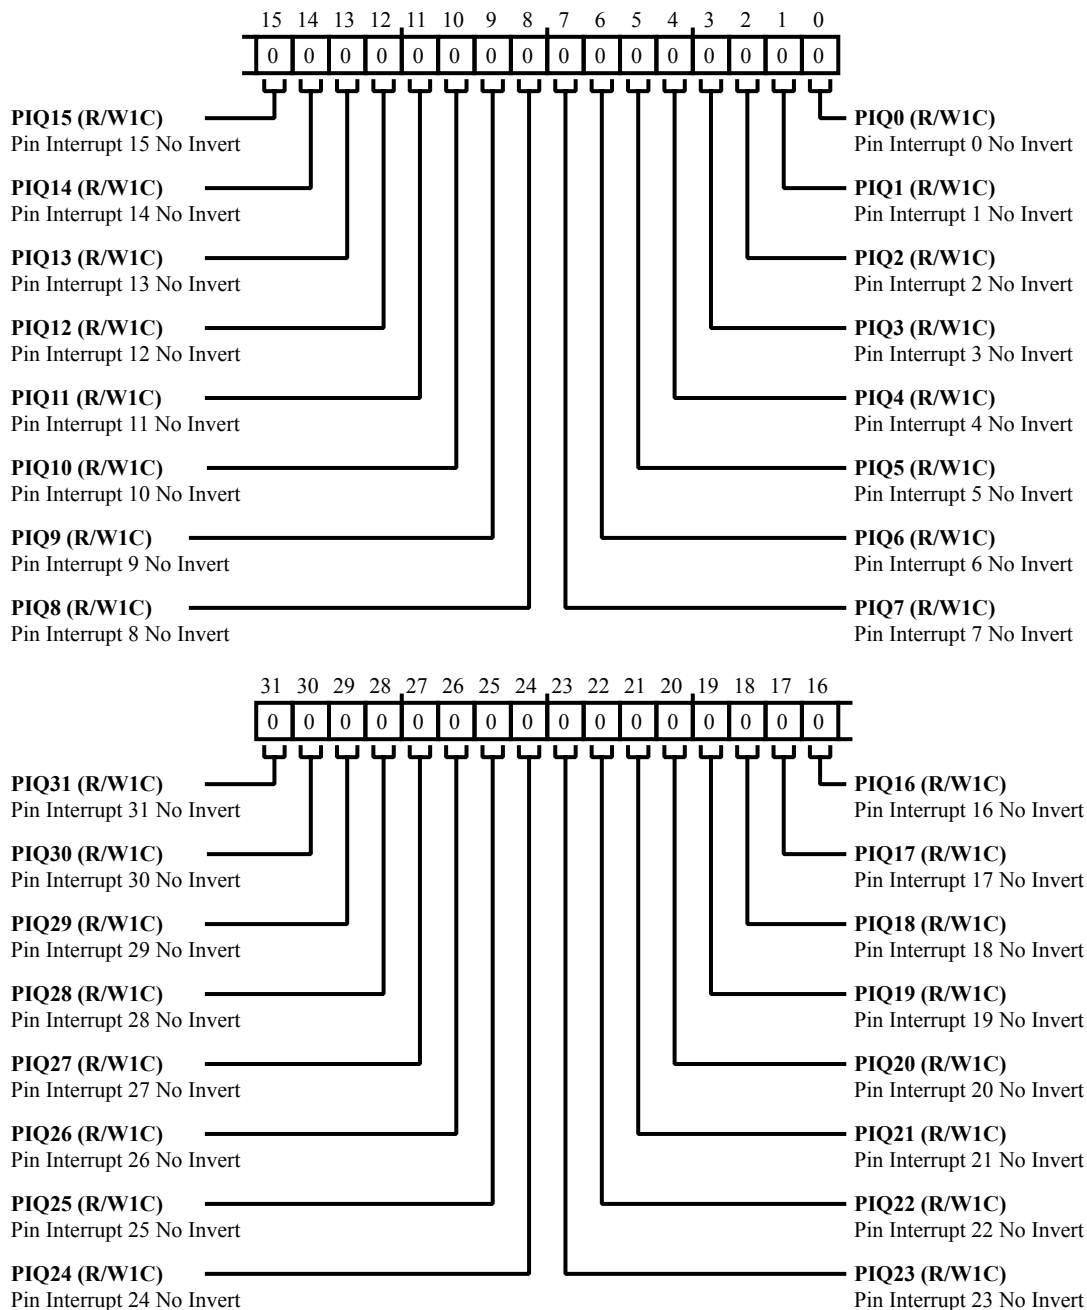 15 14 13 12 11 10 9 8 7 6 5 4 3 2 1 0
0 0 0 0 0 0 0 0 0 0 0 0 0 0 0 0
PIQ15 (R/W1C)
Pin Interrupt 15 No Invert
PIQ14 (R/W1C)
Pin Interrupt 14 No Invert
PIQ13 (R/W1C)
Pin Interrupt 13 No Invert
PIQ12 (R/W1C)
Pin Interrupt 12 No Invert
PIQ11 (R/W1C)
Pin Interrupt 11 No Invert
PIQ10 (R/W1C)
Pin Interrupt 10 No Invert
PIQ9 (R/W1C)
Pin Interrupt 9 No Invert
PIQ8 (R/W1C)
Pin Interrupt 8 No Invert
PIQ0 (R/W1C)
Pin Interrupt 0 No Invert
PIQ1 (R/W1C)
Pin Interrupt 1 No Invert
PIQ2 (R/W1C)
Pin Interrupt 2 No Invert
PIQ3 (R/W1C)
Pin Interrupt 3 No Invert
PIQ4 (R/W1C)
Pin Interrupt 4 No Invert
PIQ5 (R/W1C)
Pin Interrupt 5 No Invert
PIQ6 (R/W1C)
Pin Interrupt 6 No Invert
PIQ7 (R/W1C)
Pin Interrupt 7 No Invert
31 30 29 28 27 26 25 24 23 22 21 20 19 18 17 16
0 0 0 0 0 0 0 0 0 0 0 0 0 0 0 0
PIQ31 (R/W1C)
Pin Interrupt 31 No Invert
PIQ30 (R/W1C)
Pin Interrupt 30 No Invert
PIQ29 (R/W1C)
Pin Interrupt 29 No Invert
PIQ28 (R/W1C)
Pin Interrupt 28 No Invert
PIQ27 (R/W1C)
Pin Interrupt 27 No Invert
PIQ26 (R/W1C)
Pin Interrupt 26 No Invert
PIQ25 (R/W1C)
Pin Interrupt 25 No Invert
PIQ24 (R/W1C)
Pin Interrupt 24 No Invert
PIQ16 (R/W1C)
Pin Interrupt 16 No Invert
PIQ17 (R/W1C)
Pin Interrupt 17 No Invert
PIQ18 (R/W1C)
Pin Interrupt 18 No Invert
PIQ19 (R/W1C)
Pin Interrupt 19 No Invert
PIQ20 (R/W1C)
Pin Interrupt 20 No Invert
PIQ21 (R/W1C)
Pin Interrupt 21 No Invert
PIQ22 (R/W1C)
Pin Interrupt 22 No Invert
PIQ23 (R/W1C)
Pin Interrupt 23 No Invert